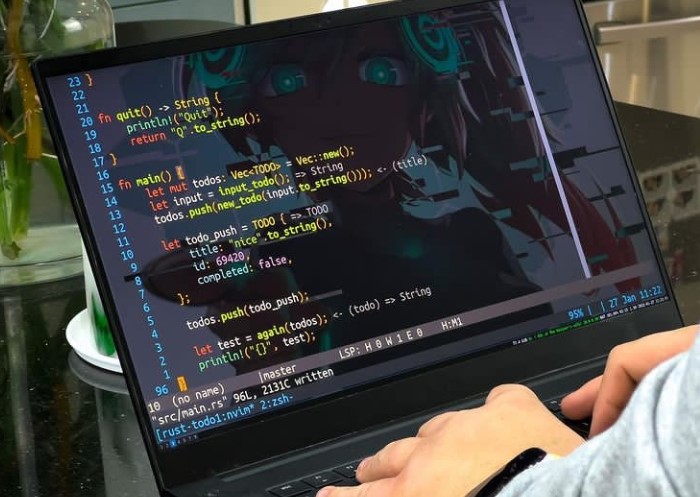 23 }
22
21
20 fn quit() -> String {
19 println!("Quit");
18 return "Q".to_string();
17 }
16
15 fn main() {
14 let mut todos: Vec<TODO> = Vec::new();
13 let input = input_todo(); => String
12 todos.push(new_todo(input.to_string())); <- (title)
11
10 let todo_push = TODO { => TODO
9 title: "nice".to_string(),
8 id: 69420,
7 completed: false,
6 };
5
4 todos.push(todo_push);
3
2 let test = again(todos); <- (todo) => String
1 println!("{}", test);
96 }
10 (no name) |master LSP: H 0 W 1 E 0 H:M1
"src/main.rs" 96L, 2131C written
[rust-todo1:nvim* 2:zsh- 95% 27 Jan 11:22